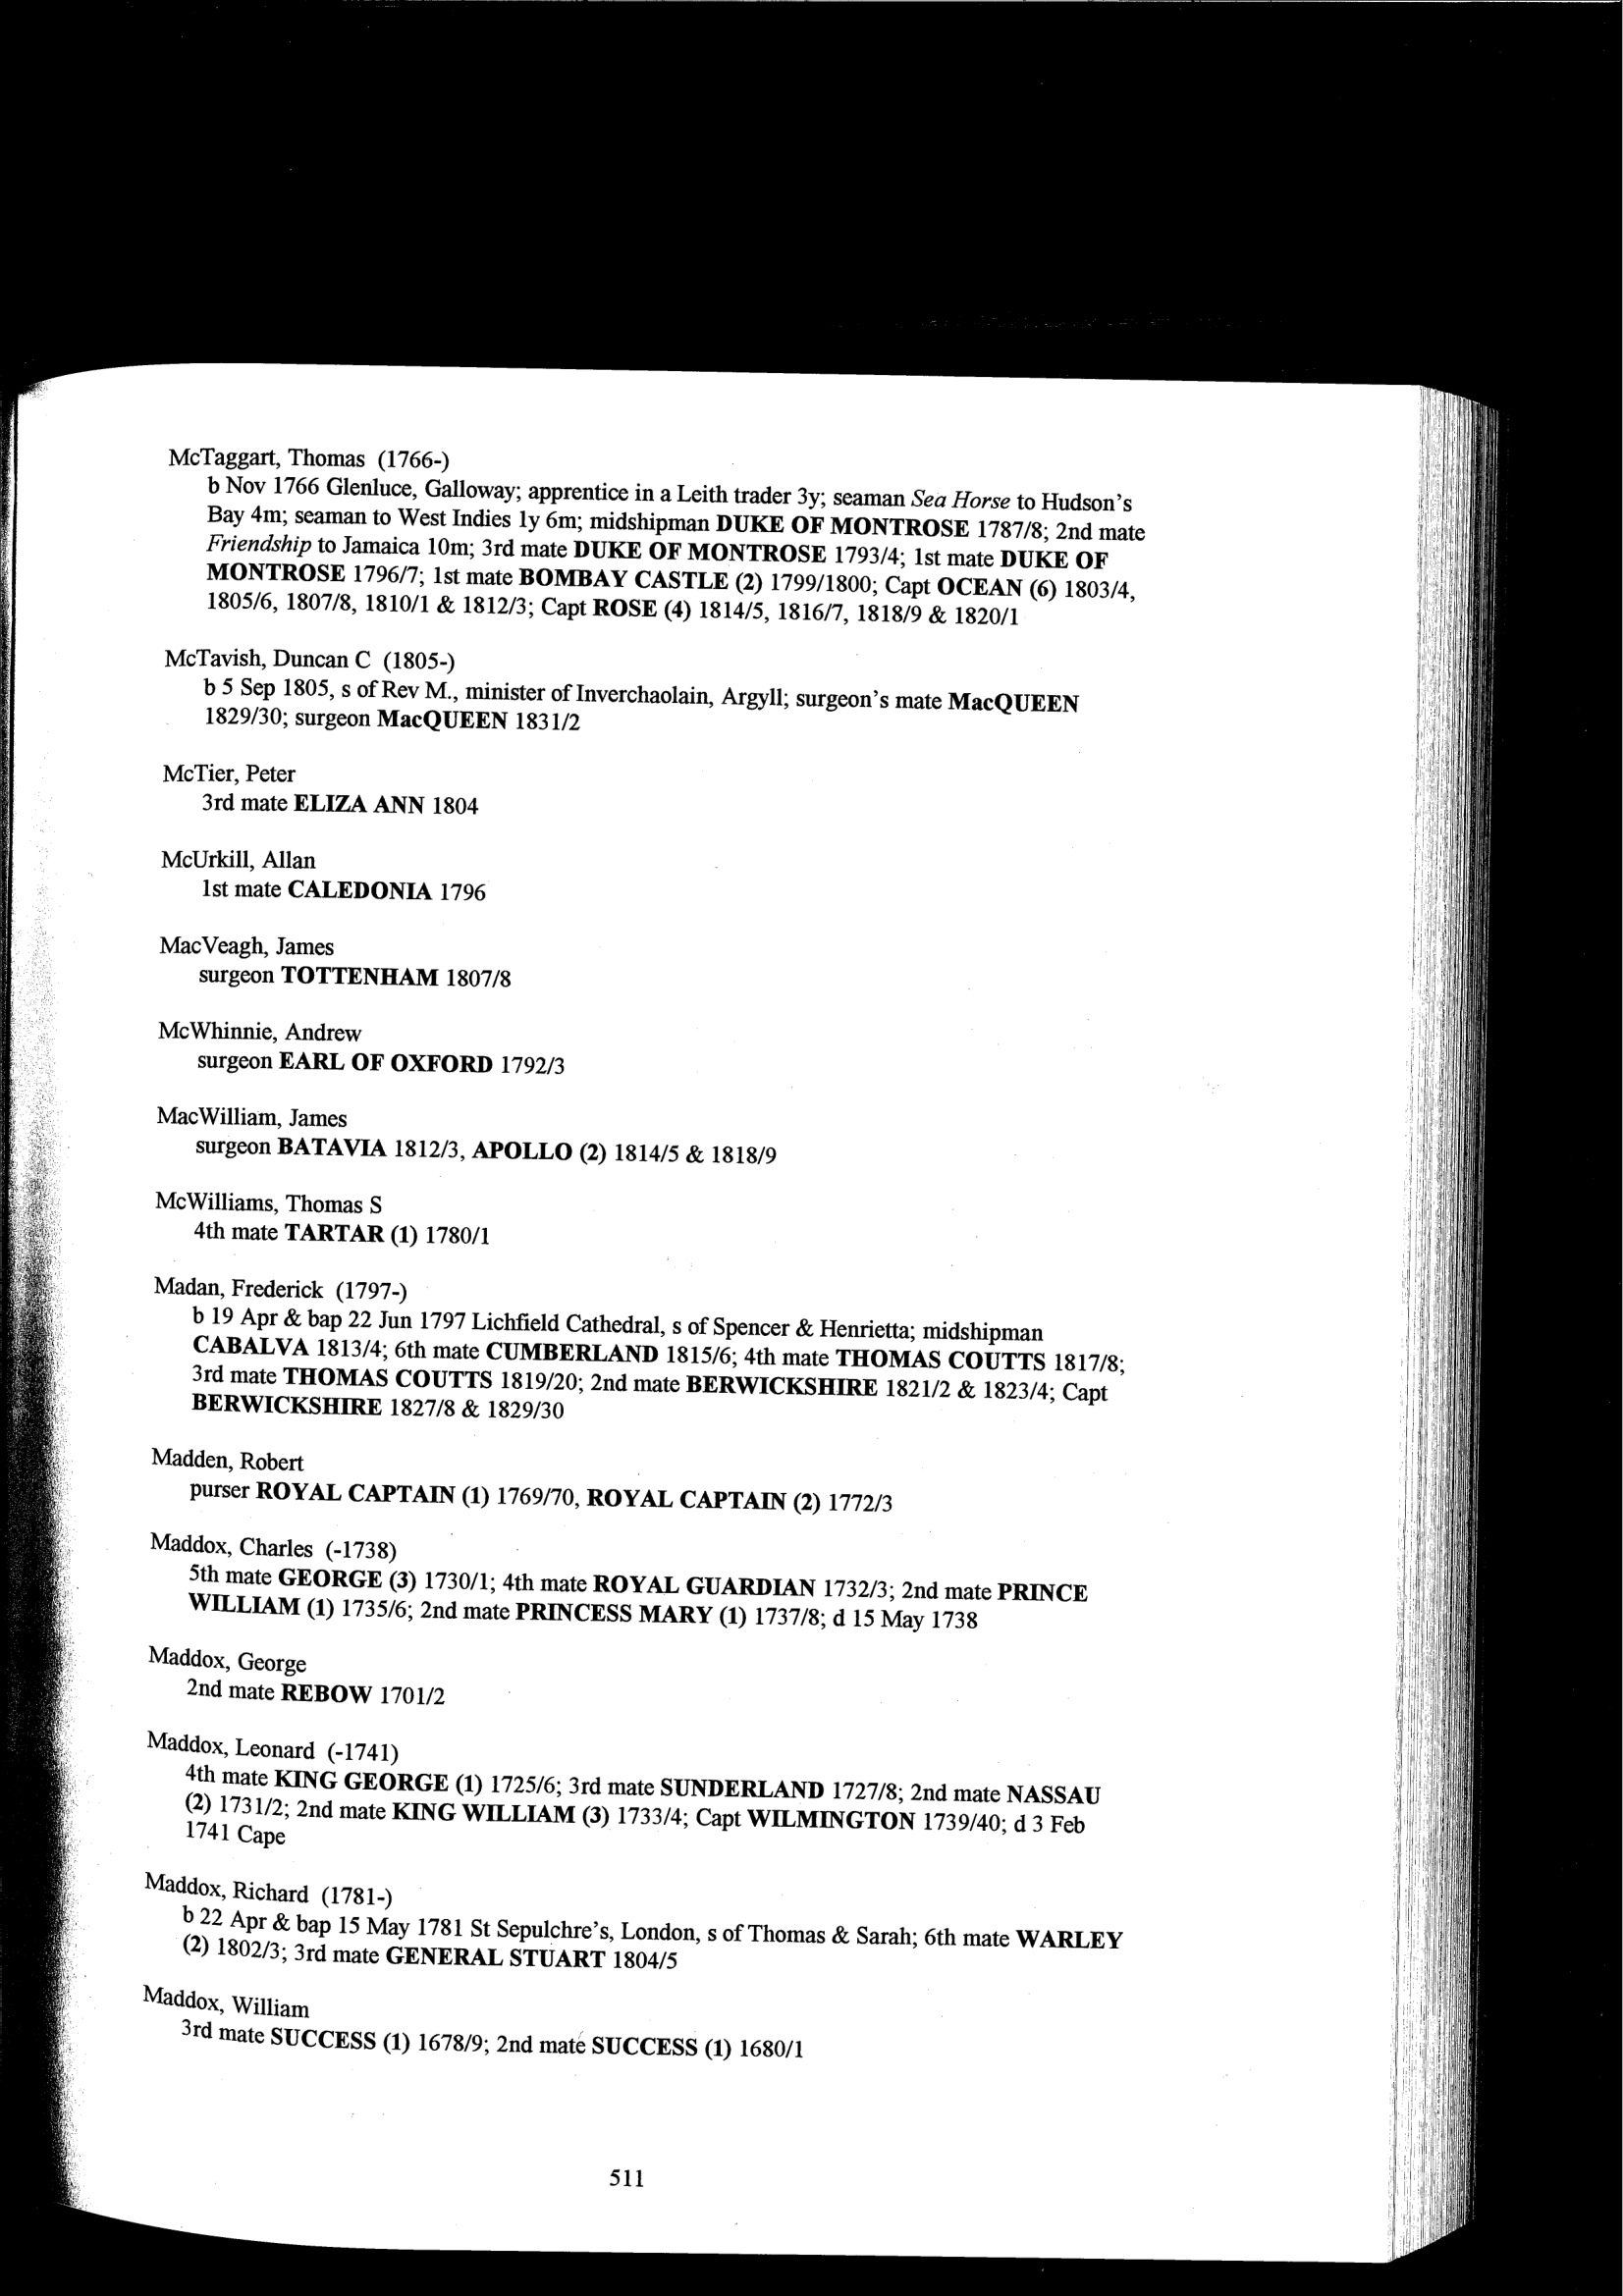 McTaggart, Thomas (1766-)
b Nov 1766 Glenluce, Galloway; apprentice in a Leith trader 3y; seaman Sea Horse to Hudson's
Bay 4m; seaman to West Indies 1y 6m; midshipman DUKE OF MONTROSE 1787/8; 2nd mate
Friendship to Jamaica 10m; 3rd mate DUKE OF MONTROSE 1793/4; 1st mate DUKE OF
MONTROSE 1796/7; 1st mate BOMBAY CASTLE (2) 1799/1800; Capt OCEAN (6) 1803/4,
1805/6, 1807/8, 1810/1 & 1812/3; Capt ROSE (4) 1814/5, 1816/7, 1818/9 & 1820/1
McTavish, Duncan C (1805-)
b 5 Sep 1805, s of Rev M., minister of Inverchaolain, Argyll; surgeon's mate MacQUEEN
1829/30; surgeon MacQUEEN 1831/2
McTier, Peter
3rd mate ELIZA ANN 1804
McUrkill, Allan
1st mate CALEDONIA 1796
MacVeagh, James
surgeon TOTTENHAM 1807/8
McWhinnie, Andrew
surgeon EARL OF OXFORD 1792/3
MacWilliam, James
surgeon BATAVIA 1812/3, APOLLO (2) 1814/5 & 1818/9
McWilliams, Thomas S
4th mate TARTAR (1) 1780/1
Madan, Frederick (1797-)
b 19 Apr & bap 22 Jun 1797 Lichfield Cathedral, s of Spencer & Henrietta; midshipman
CABALVA 1813/4; 6th mate CUMBERLAND 1815/6; 4th mate THOMAS COUTTS 1817/8;
3rd mate THOMAS COUTTS 1819/20; 2nd mate BERWICKSHIRE 1821/2 & 1823/4; Capt
BERWICKSHIRE 1827/8 & 1829/30
Madden, Robert
purser ROYAL CAPTAIN (1) 1769/70, ROYAL CAPTAIN (2) 1772/3
Maddox, Charles (-1738)
5th mate GEORGE (3) 1730/1; 4th mate ROYAL GUARDIAN 1732/3; 2nd mate PRINCE
WILLIAM (1) 1735/6; 2nd mate PRINCESS MARY (1) 1737/8; d 15 May 1738
Maddox, George
2nd mate REBOW 1701/2
Maddox, Leonard (-1741)
4th mate KING GEORGE (1) 1725/6; 3rd mate SUNDERLAND 1727/8; 2nd mate NASSAU
(2) 1731/2; 2nd mate KING WILLIAM (3) 1733/4; Capt WILMINGTON 1739/40; d 3 Feb
1741 Cape
Maddox, Richard (1781-)
b 22 Apr & bap 15 May 1781 St Sepulchre's, London, s of Thomas & Sarah; 6th mate WARLEY
(2) 1802/3; 3rd mate GENERAL STUART 1804/5
Maddox, William
3rd mate SUCCESS (1) 1678/9; 2nd mate SUCCESS (1) 1680/1
511